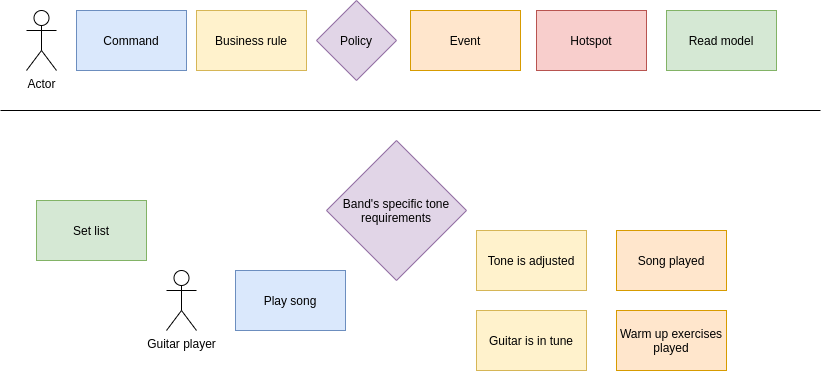 Command
Business rule
Policy
Event
Hotspot
Read model
Actor
Band's specific tone
requirements
Set list
Tone is adjusted
Song played
Play song
Guitar player
Guitar is in tune
Warm up exercises
played